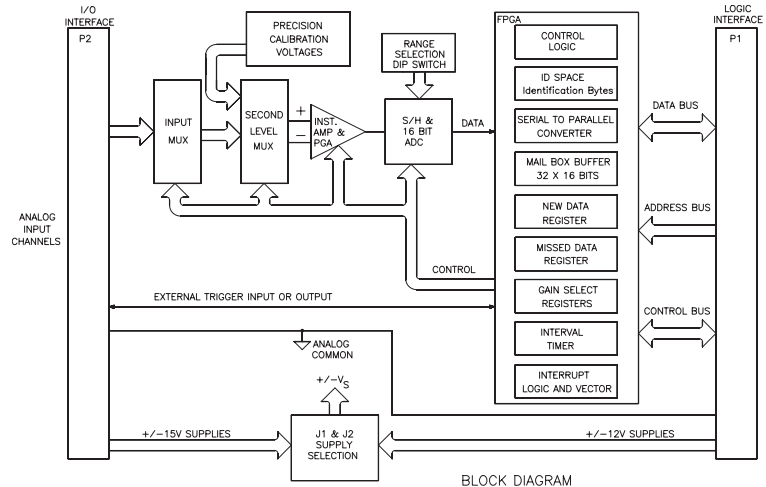 I/O
INTERFACE
P2
ANALOG
INPUT
CHANNELS
PRECISION
CALIBRATION
VOLTAGES
INPUT
MUX
SECOND
LEVEL
MUX
+
–
INST.
AMP &
PGA
RANGE
SELECTION
DIP SWITCH
S/H &
16 BIT
ADC
DATA
CONTROL
EXTERNAL TRIGGER INPUT OR OUTPUT
ANALOG
COMMON
+/-VS
J1 & J2
SUPPLY
SELECTION
+/-15V SUPPLIES
+/-12V SUPPLIES
FPGA
CONTROL
LOGIC
ID SPACE
Identification Bytes
SERIAL TO PARALLEL
CONVERTER
MAIL BOX BUFFER
32 X 16 BITS
NEW DATA
REGISTER
MISSED DATA
REGISTER
GAIN SELECT
REGISTERS
INTERVAL
TIMER
INTERRUPT
LOGIC AND VECTOR
LOGIC
INTERFACE
P1
DATA BUS
ADDRESS BUS
CONTROL BUS
BLOCK DIAGRAM